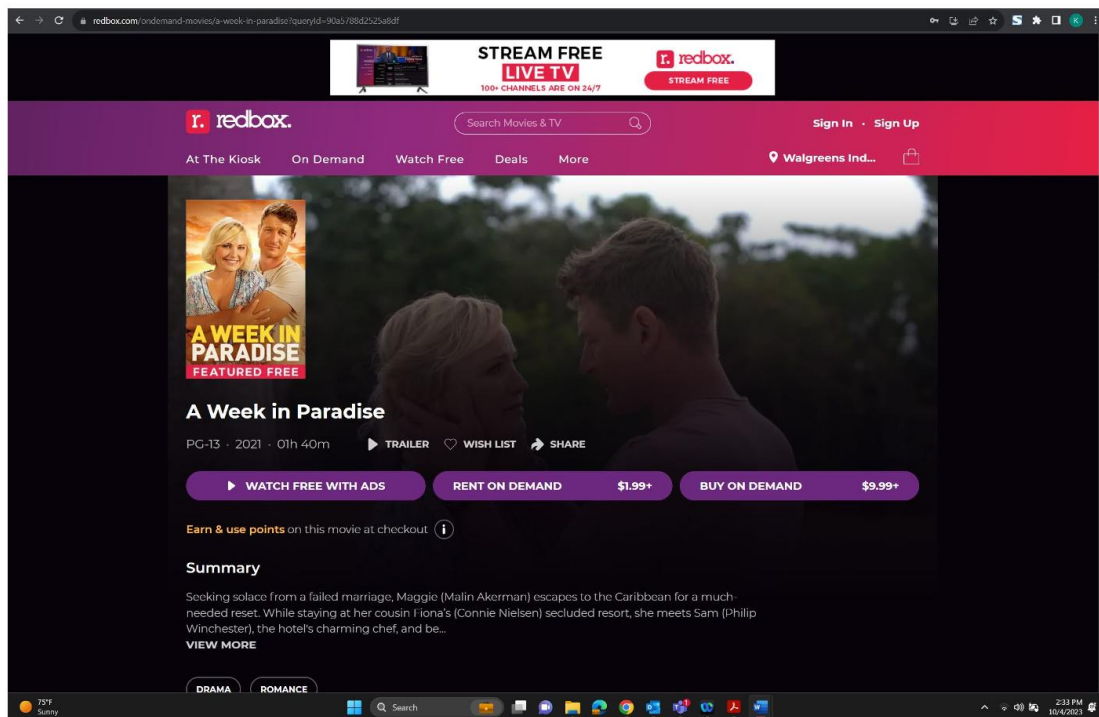 redbox.com/ondemand-movies/a-week-in-paradise?queryId=90a5788d2525a8df
K
STREAM FREE
LIVE TV
100+ CHANNELS ARE ON 24/7
r. redbox.
STREAM FREE
r. redbox.
Search Movies & TV
Sign In · Sign Up
At The Kiosk On Demand Watch Free Deals More
Walgreens Ind...
A WEEK IN
PARADISE
FEATURED FREE
A Week in Paradise
PG-13 · 2021 · 01h 40m TRAILER WISH LIST SHARE
WATCH FREE WITH ADS RENT ON DEMAND $1.99+ BUY ON DEMAND $9.99+
Earn & use points on this movie at checkout i
Summary
Seeking solace from a failed marriage, Maggie (Malin Akerman) escapes to the Caribbean for a much-
needed reset. While staying at her cousin Fiona's (Connie Nielsen) secluded resort, she meets Sam (Philip
Winchester), the hotel's charming chef, and be...
VIEW MORE
DRAMA ROMANCE
75°F
Sunny
Search
2:33 PM
10/4/2023